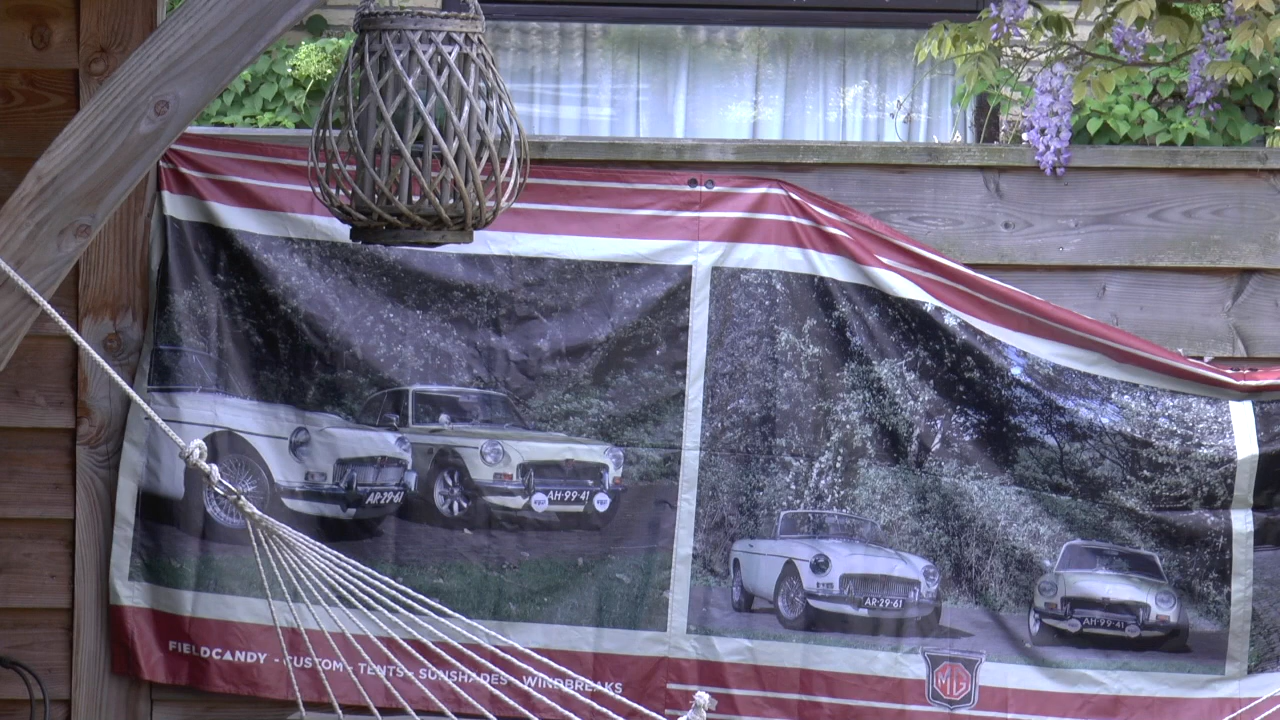 AR-29-61
AH-99-41
AR-29-61
AH-99-41
FIELDCANDY - CUSTOM - TENTS - SUNSHADES - WINDBREAKS
MG